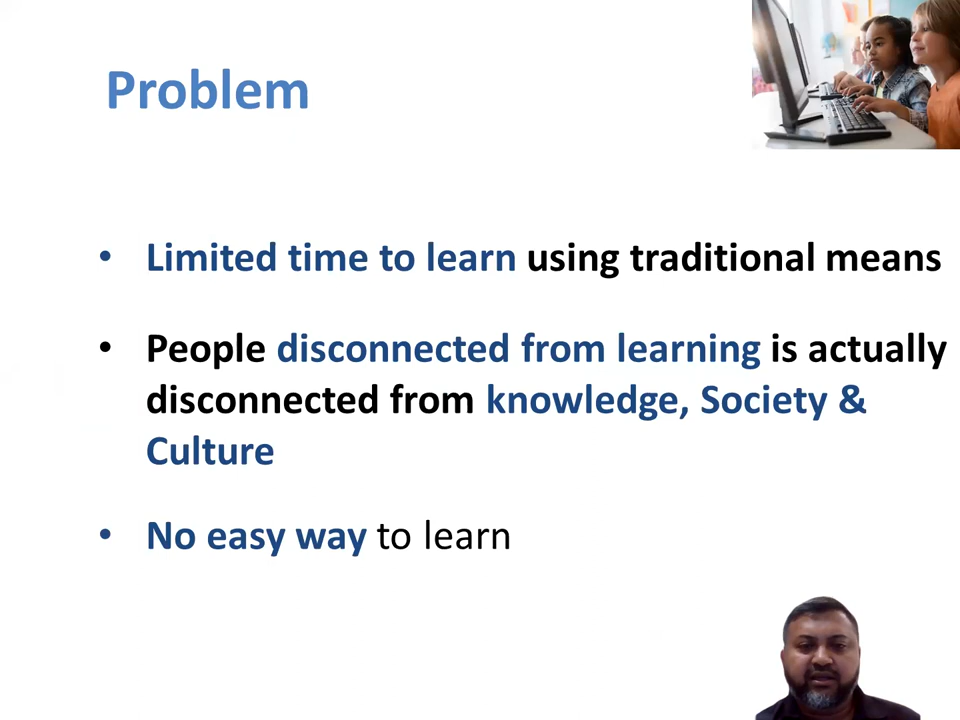 Problem
• Limited time to learn using traditional means
• People disconnected from learning is actually
disconnected from knowledge, Society &
Culture
• No easy way to learn